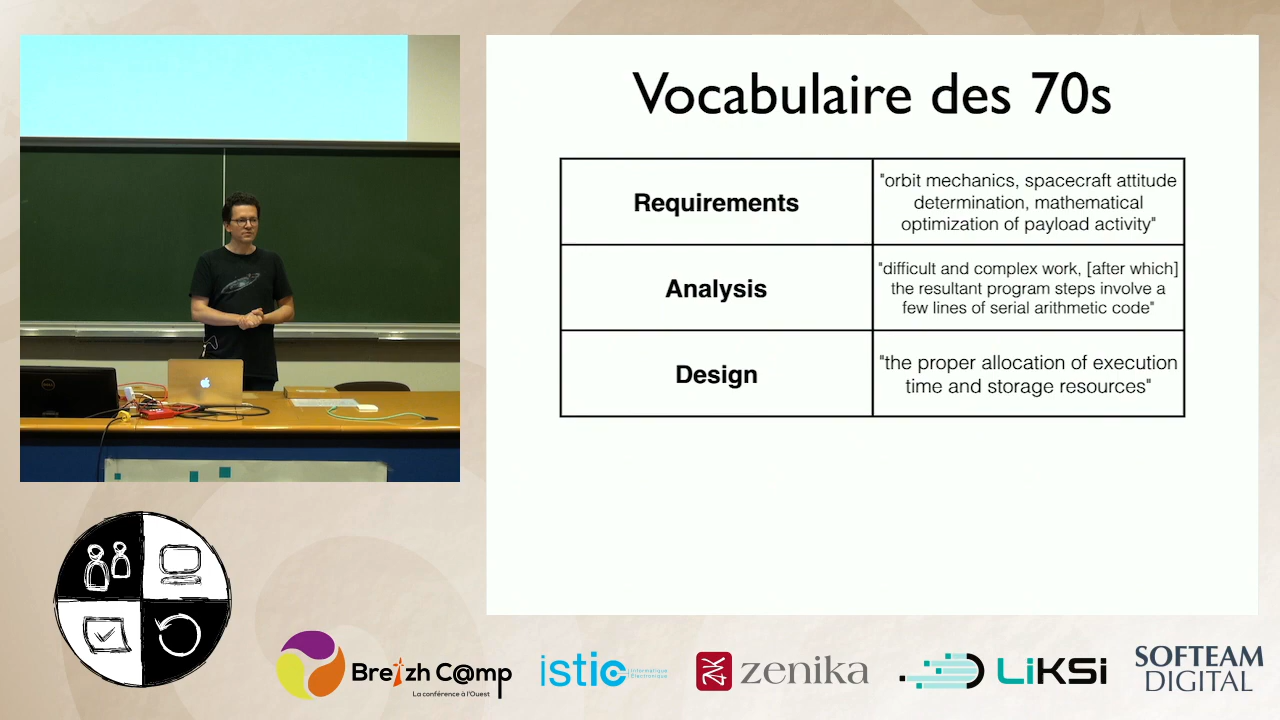 Vocabulaire des 70s
Requirements
"orbit mechanics, spacecraft attitude
determination, mathematical
optimization of payload activity"
Analysis
"difficult and complex work, [after which]
the resultant program steps involve a
few lines of serial arithmetic code"
Design
"the proper allocation of execution
time and storage resources"
Breizh C@mp
La conférence à l'Ouest
istic
Informatique
Électronique
zenika
LiKSi
SOFTEAM
DIGITAL